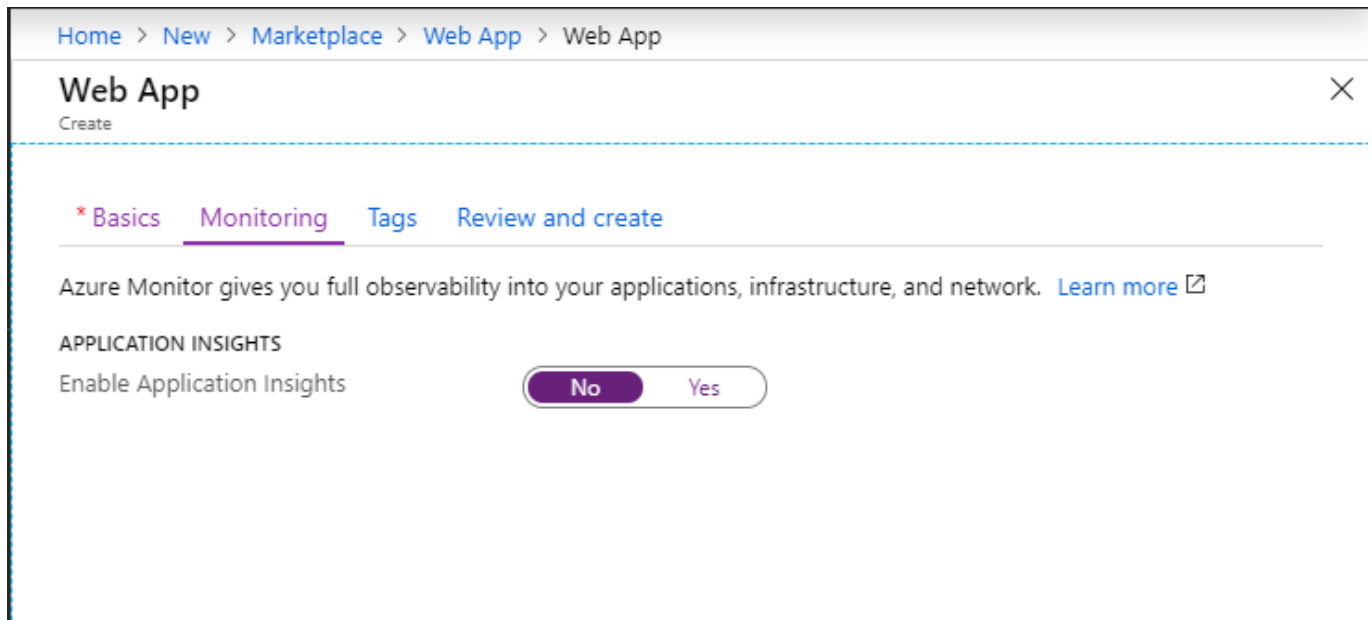 Home > New > Marketplace > Web App > Web App
Web App
Create
* Basics Monitoring Tags Review and create
Azure Monitor gives you full observability into your applications, infrastructure, and network. Learn more
APPLICATION INSIGHTS
Enable Application Insights No Yes